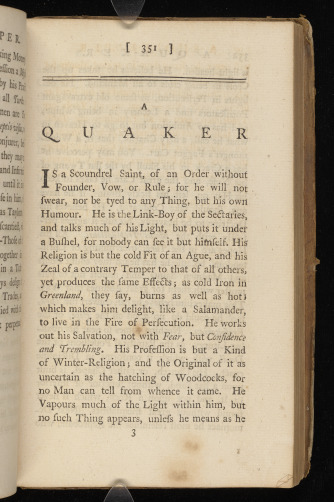 [ 351 ]
A
QUAKER
IS a Scoundrel Saint, of an Order without
Founder, Vow, or Rule; for he will not
ſwear, nor be tyed to any Thing, but his own
Humour. He is the Link-Boy of the Sectaries,
and talks much of his Light, but puts it under
a Buſhel, for nobody can ſee it but himſelf. His
Religion is but the cold Fit of an Ague, and his
Zeal of a contrary Temper to that of all others,
yet produces the ſame Effects; as cold Iron in
Greenland, they ſay, burns as well as hot;
which makes him delight, like a Salamander,
to live in the Fire of Perſecution. He works
out his Salvation, not with Fear, but Confidence
and Trembling. His Profeſſion is but a Kind
of Winter-Religion; and the Original of it as
uncertain as the hatching of Woodcocks, for
no Man can tell from whence it came. He
Vapours much of the Light within him, but
no ſuch Thing appears, unleſs he means as he
3